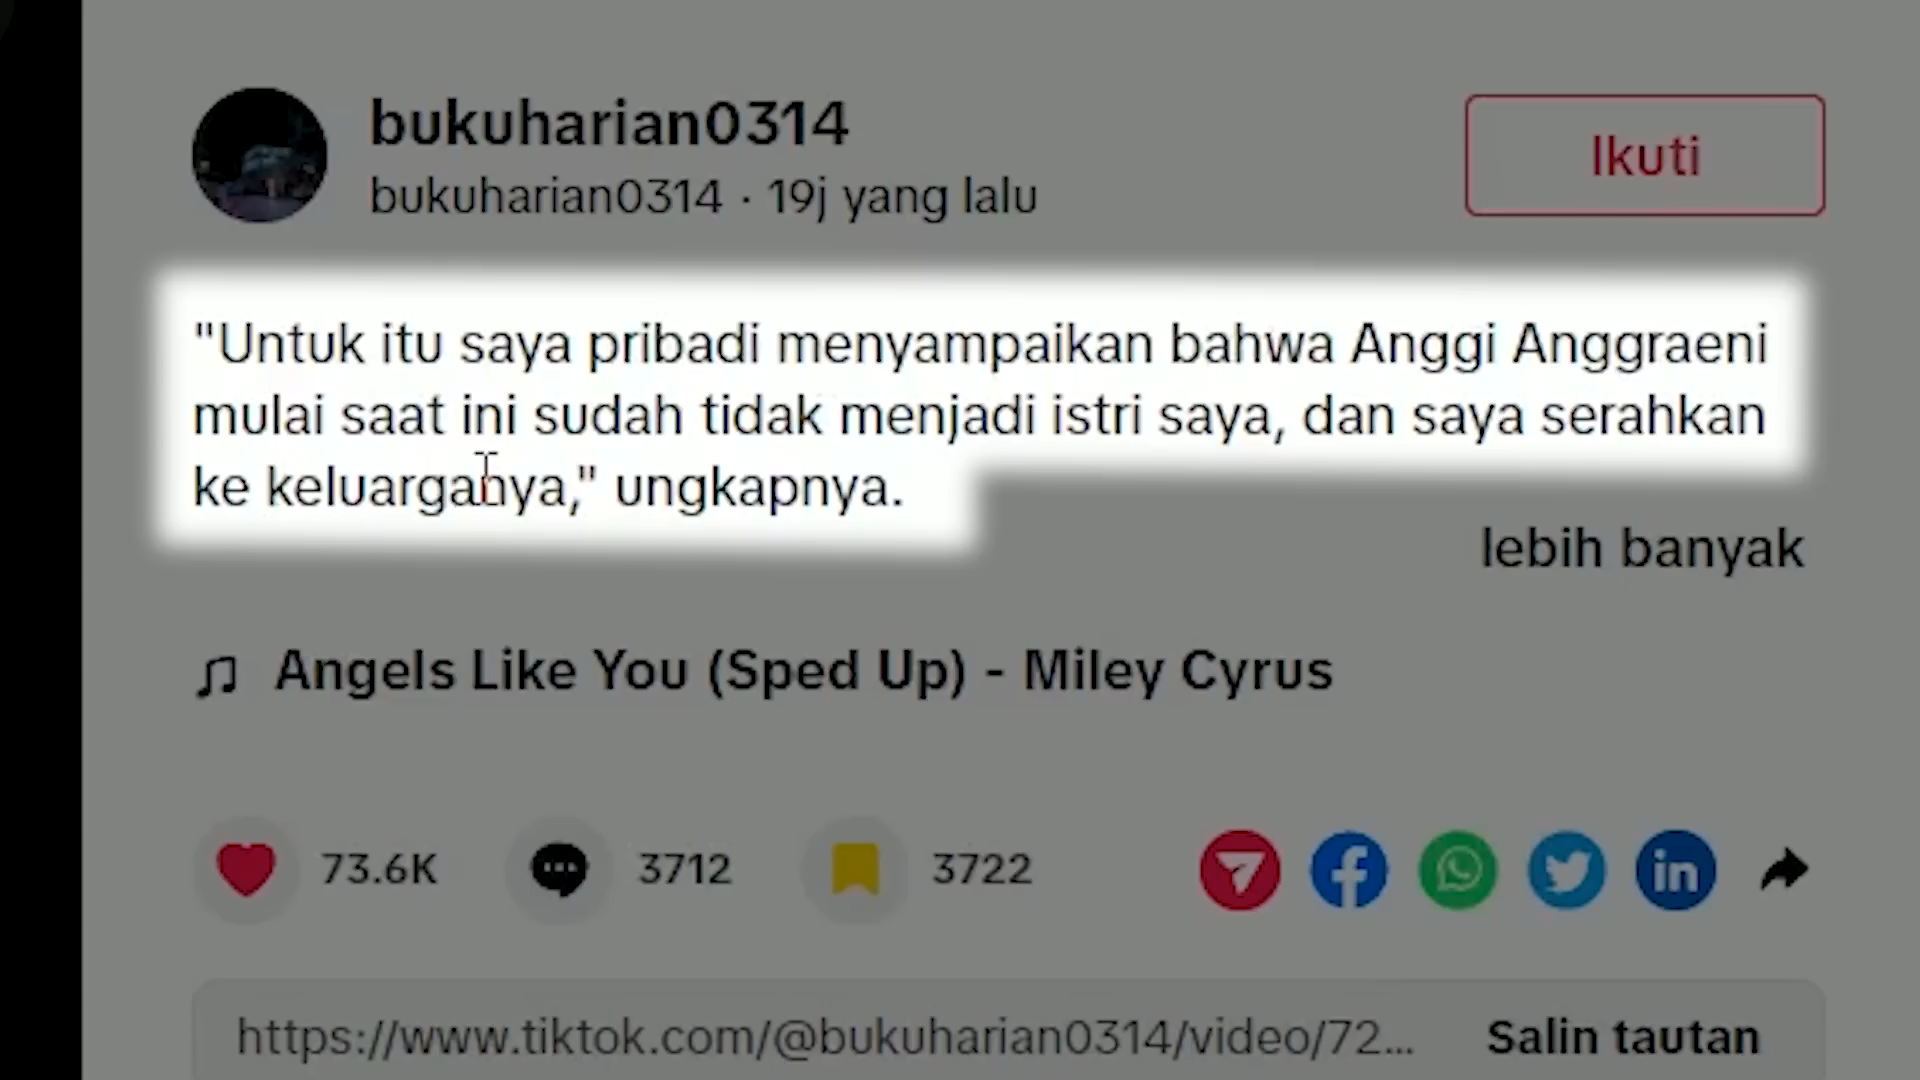 bukuharian0314
bukuharian0314 · 19j yang lalu
Ikuti
"Untuk itu saya pribadi menyampaikan bahwa Anggi Anggraeni
mulai saat ini sudah tidak menjadi istri saya, dan saya serahkan
ke keluarganya," ungkapnya.
lebih banyak
Angels Like You (Sped Up) - Miley Cyrus
73.6K 3712 3722
https://www.tiktok.com/@bukuharian0314/video/72... Salin tautan